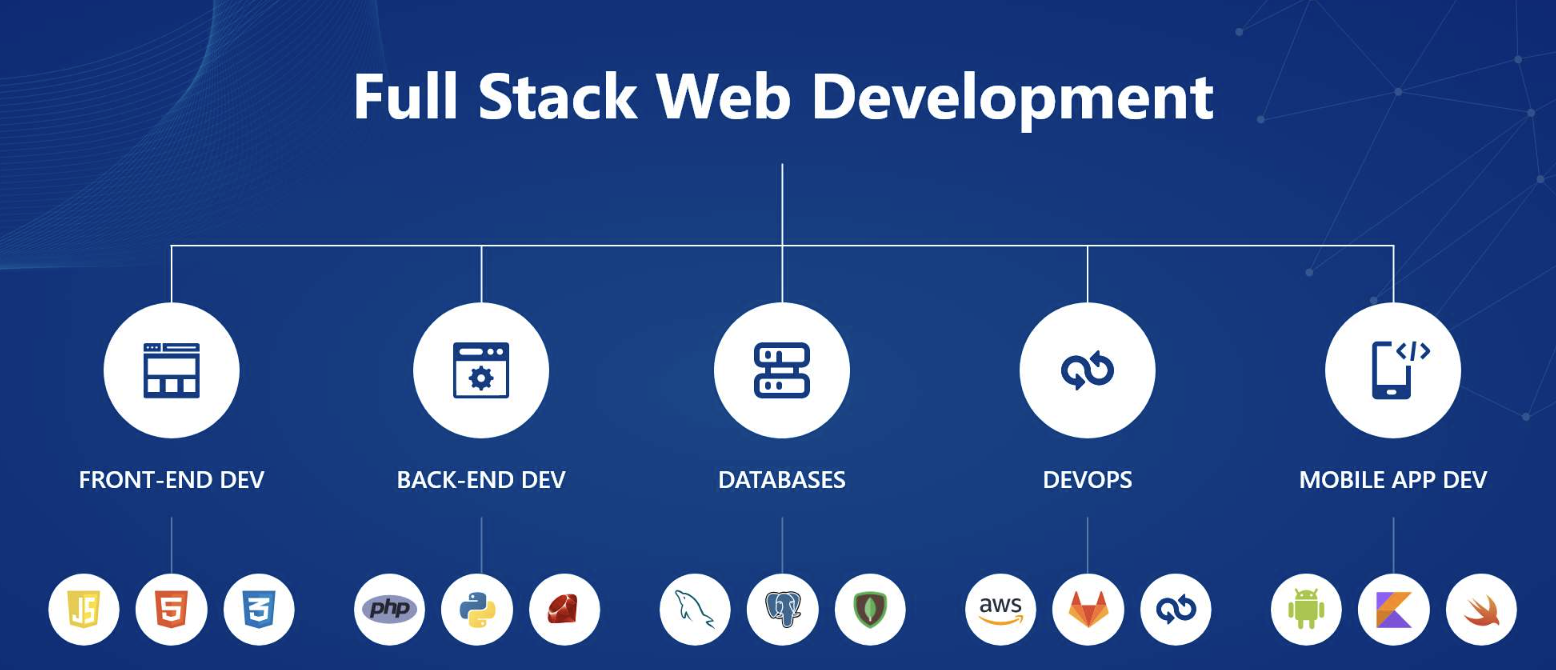 Full Stack Web Development
FRONT-END DEV
BACK-END DEV
DATABASES
DEVOPS
MOBILE APP DEV
JS
5
3
php
aws